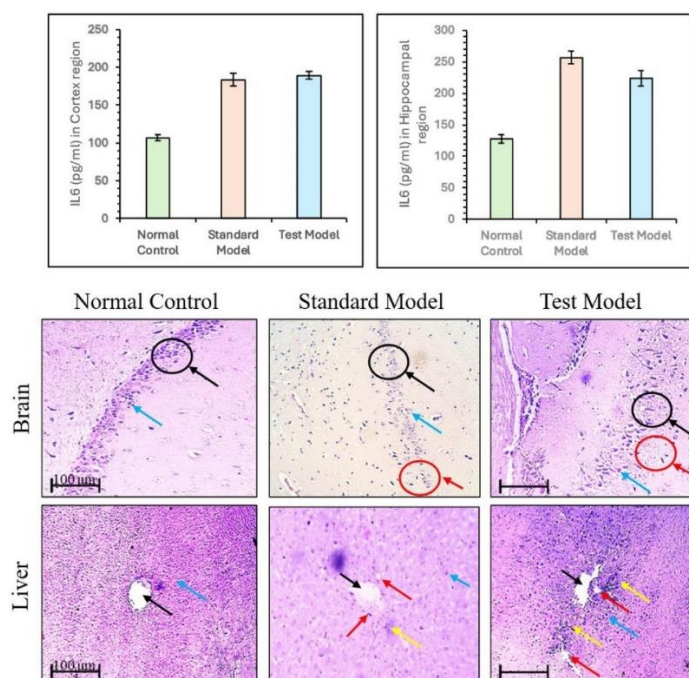 250
200
150
100
50
0
IL6 (pg/ml) in Cortex region
Normal
Control
Standard
Model
Test Model
300
250
200
150
100
50
0
IL6 (pg/ml) in Hippocampal
region
Normal
Control
Standard
Model
Test Model
Normal Control
Standard Model
Test Model
Brain
100 µm
Liver
100 µm